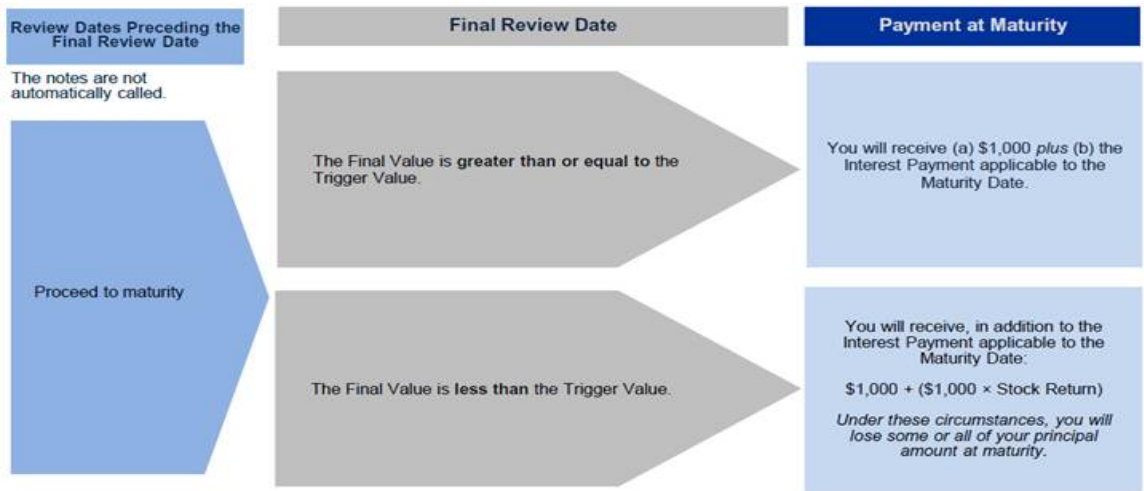 Review Dates Preceding the
Final Review Date
Final Review Date
Payment at Maturity
The notes are not
automatically called.
Proceed to maturity
The Final Value is greater than or equal to the
Trigger Value.
You will receive (a) $1,000 plus (b) the
Interest Payment applicable to the
Maturity Date.
The Final Value is less than the Trigger Value.
You will receive, in addition to the
Interest Payment applicable to the
Maturity Date:
$1,000 + ($1,000 × Stock Return)
Under these circumstances, you will
lose some or all of your principal
amount at maturity.